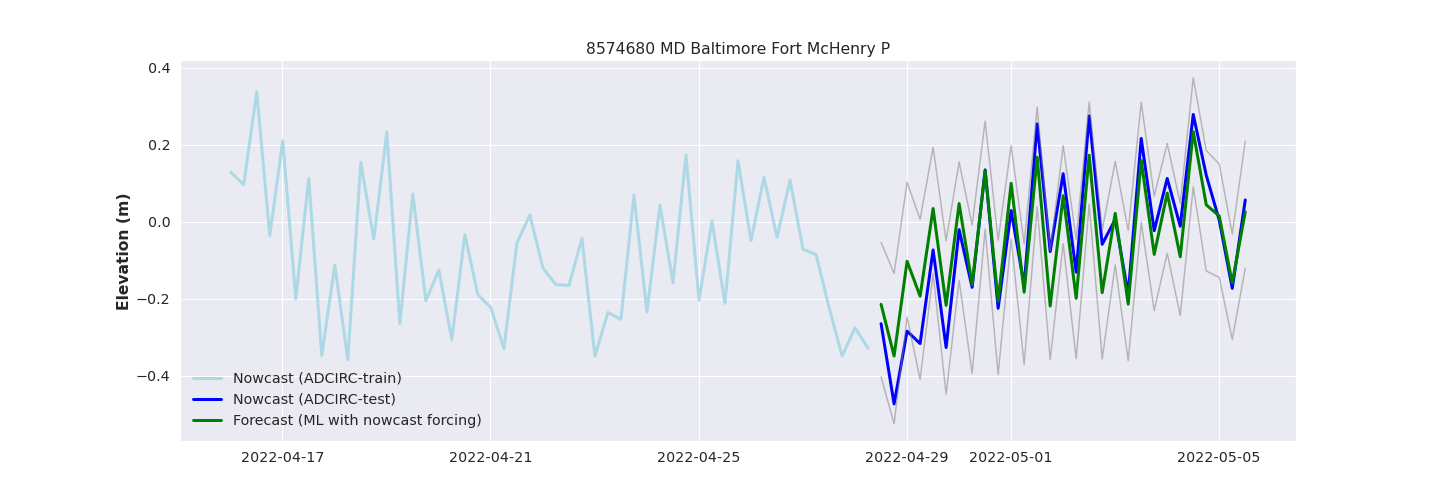 8574680 MD Baltimore Fort McHenry P
0.4
0.2
0.0
−0.2
−0.4
Elevation (m)
Nowcast (ADCIRC-train)
Nowcast (ADCIRC-test)
Forecast (ML with nowcast forcing)
2022-04-17 2022-04-21 2022-04-25 2022-04-29 2022-05-01 2022-05-05